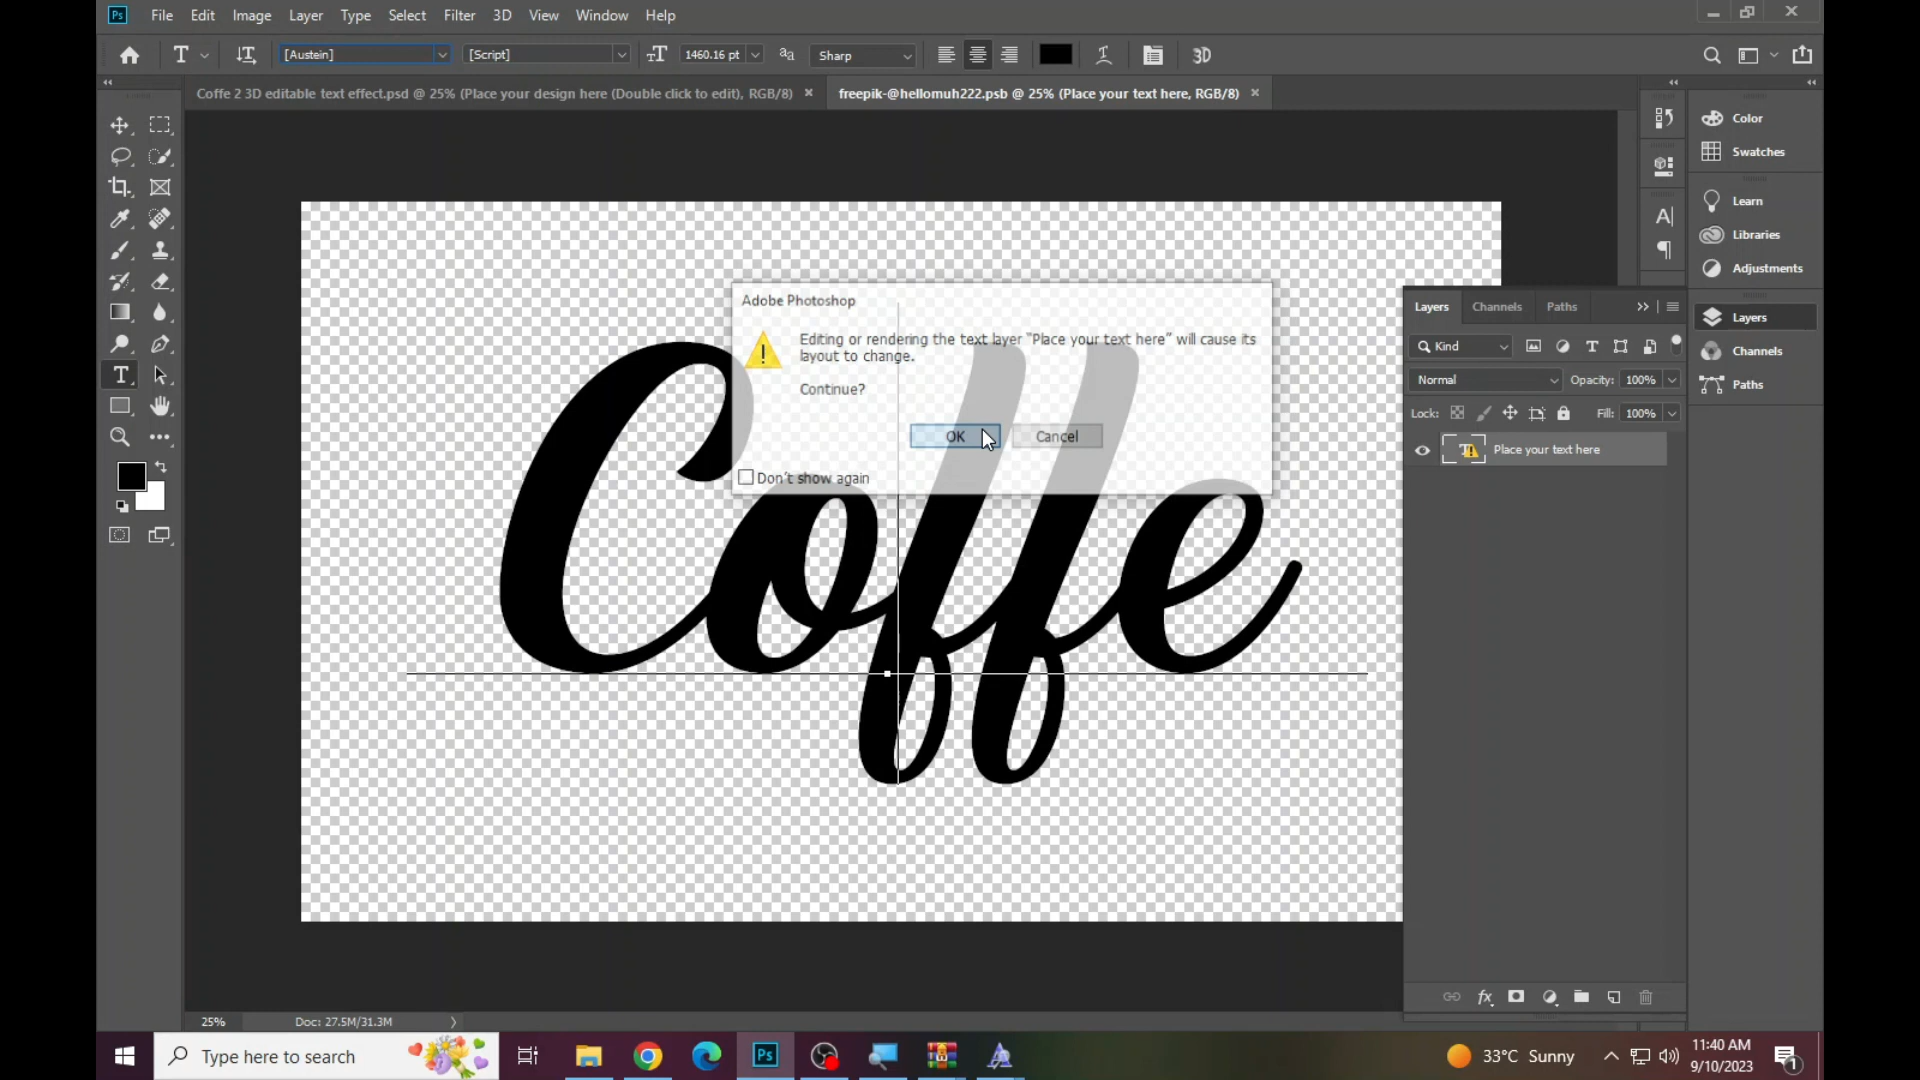 Ps File Edit Image Layer Type Select Filter 3D View Window Help
T [Austein] [Script] 1460.16 pt aa Sharp 3D
Coffe 2 3D editable text effect.psd @ 25% (Place your design here (Double click to edit), RGB/8) × freepik-@hellomuh222.psb @ 25% (Place your text here, RGB/8) ×
Color
Swatches
Learn
Libraries
Adjustments
Layers
Channels
Paths
Layers Channels Paths
Kind
Normal Opacity: 100%
Lock: Fill: 100%
Place your text here
fx
Adobe Photoshop
Editing or rendering the text layer “Place your text here” will cause its
layout to change.
Continue?
OK Cancel
Don't show again
Coffe
25% Doc: 27.5M/31.3M
Type here to search
Ps
33°C Sunny
11:40 AM
9/10/2023
1